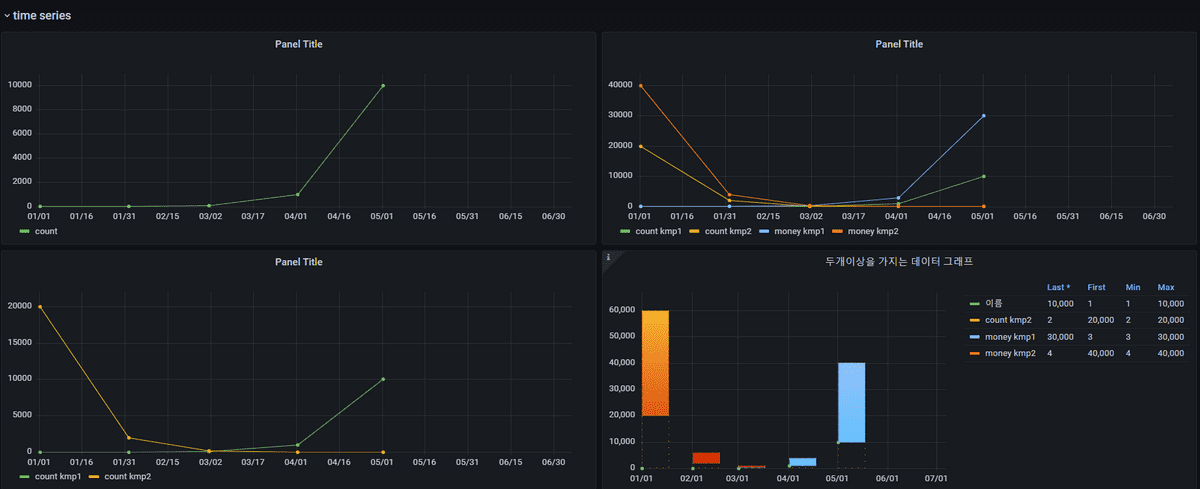 time series
Panel Title
10000
8000
6000
4000
2000
0
01/01 01/16 01/31 02/15 03/02 03/17 04/01 04/16 05/01 05/16 05/31 06/15 06/30
count
Panel Title
40000
30000
20000
10000
0
01/01 01/16 01/31 02/15 03/02 03/17 04/01 04/16 05/01 05/16 05/31 06/15 06/30
count kmp1 count kmp2 money kmp1 money kmp2
Panel Title
20000
15000
10000
5000
0
01/01 01/16 01/31 02/15 03/02 03/17 04/01 04/16 05/01 05/16 05/31 06/15 06/30
count kmp1 count kmp2
i
두개이상을 가지는 데이터 그래프
60,000
50,000
40,000
30,000
20,000
10,000
0
01/01 02/01 03/01 04/01 05/01 06/01 07/01
Last * First Min Max
이름 10,000 1 1 10,000
count kmp2 2 20,000 2 20,000
money kmp1 30,000 3 3 30,000
money kmp2 4 40,000 4 40,000